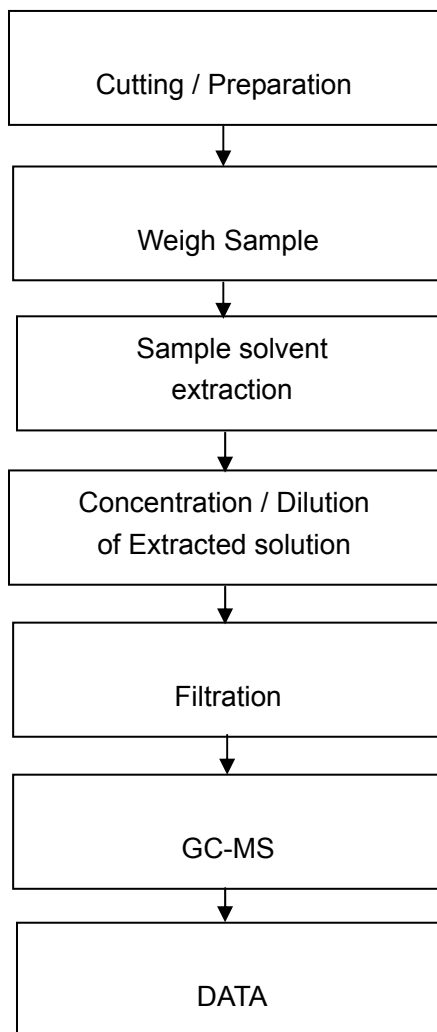 Cutting / Preparation
Weigh Sample
Sample solvent
extraction
Concentration / Dilution
of Extracted solution
Filtration
GC-MS
DATA